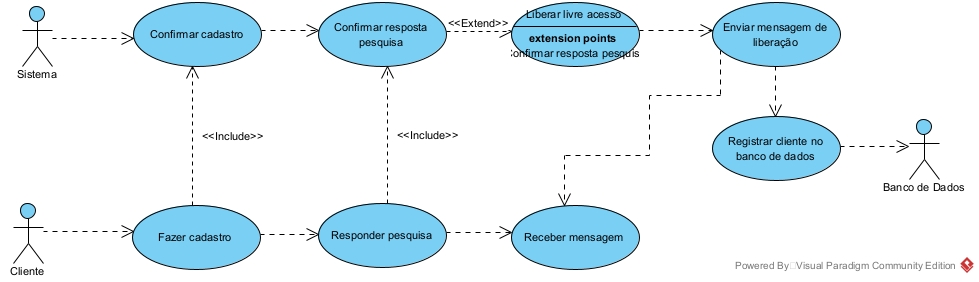 Sistema
Confirmar cadastro
Confirmar resposta
pesquisa
<<Extend>>
Liberar livre acesso
extension points
Confirmar resposta pesquis
Enviar mensagem de
liberação
<<Include>>
<<Include>>
Registrar cliente no
banco de dados
Banco de Dados
Cliente
Fazer cadastro
Responder pesquisa
Receber mensagem
Powered By Visual Paradigm Community Edition